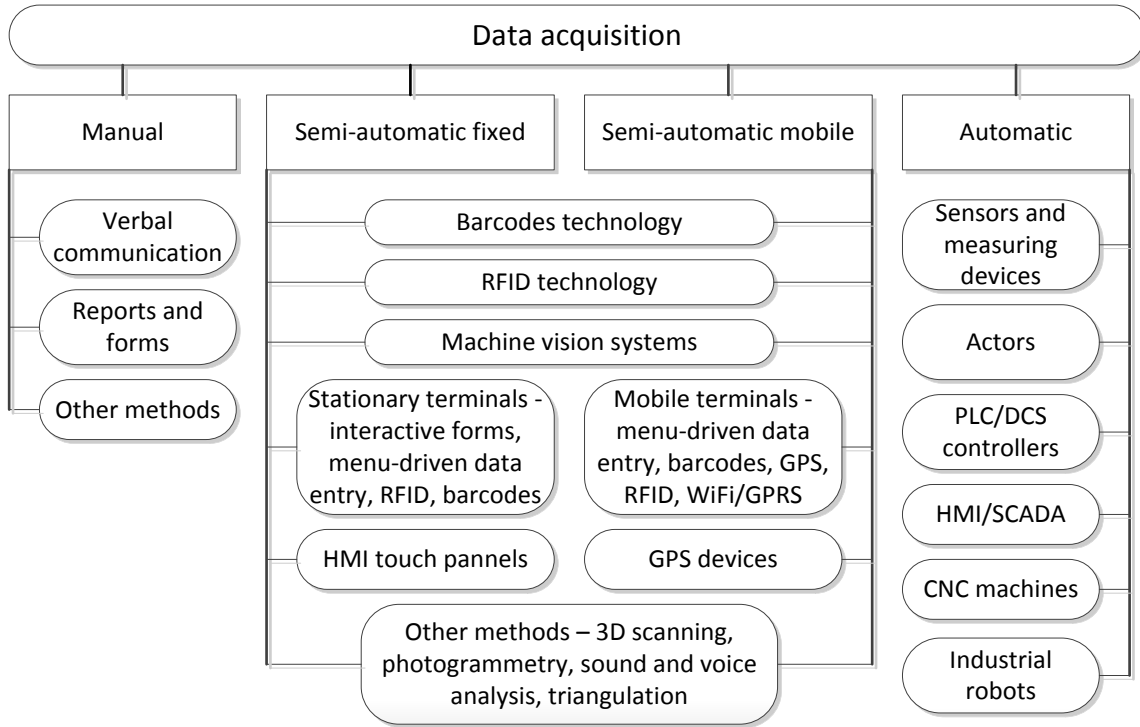 Data acquisition
Manual
Semi-automatic fixed
Semi-automatic mobile
Automatic
Verbal
communication
Reports and
forms
Other methods
Barcodes technology
RFID technology
Machine vision systems
Stationary terminals -
interactive forms,
menu-driven data
entry, RFID, barcodes
Mobile terminals -
menu-driven data
entry, barcodes, GPS,
RFID, WiFi/GPRS
HMI touch pannels
GPS devices
Other methods – 3D scanning,
photogrammetry, sound and voice
analysis, triangulation
Sensors and
measuring
devices
Actors
PLC/DCS
controllers
HMI/SCADA
CNC machines
Industrial
robots